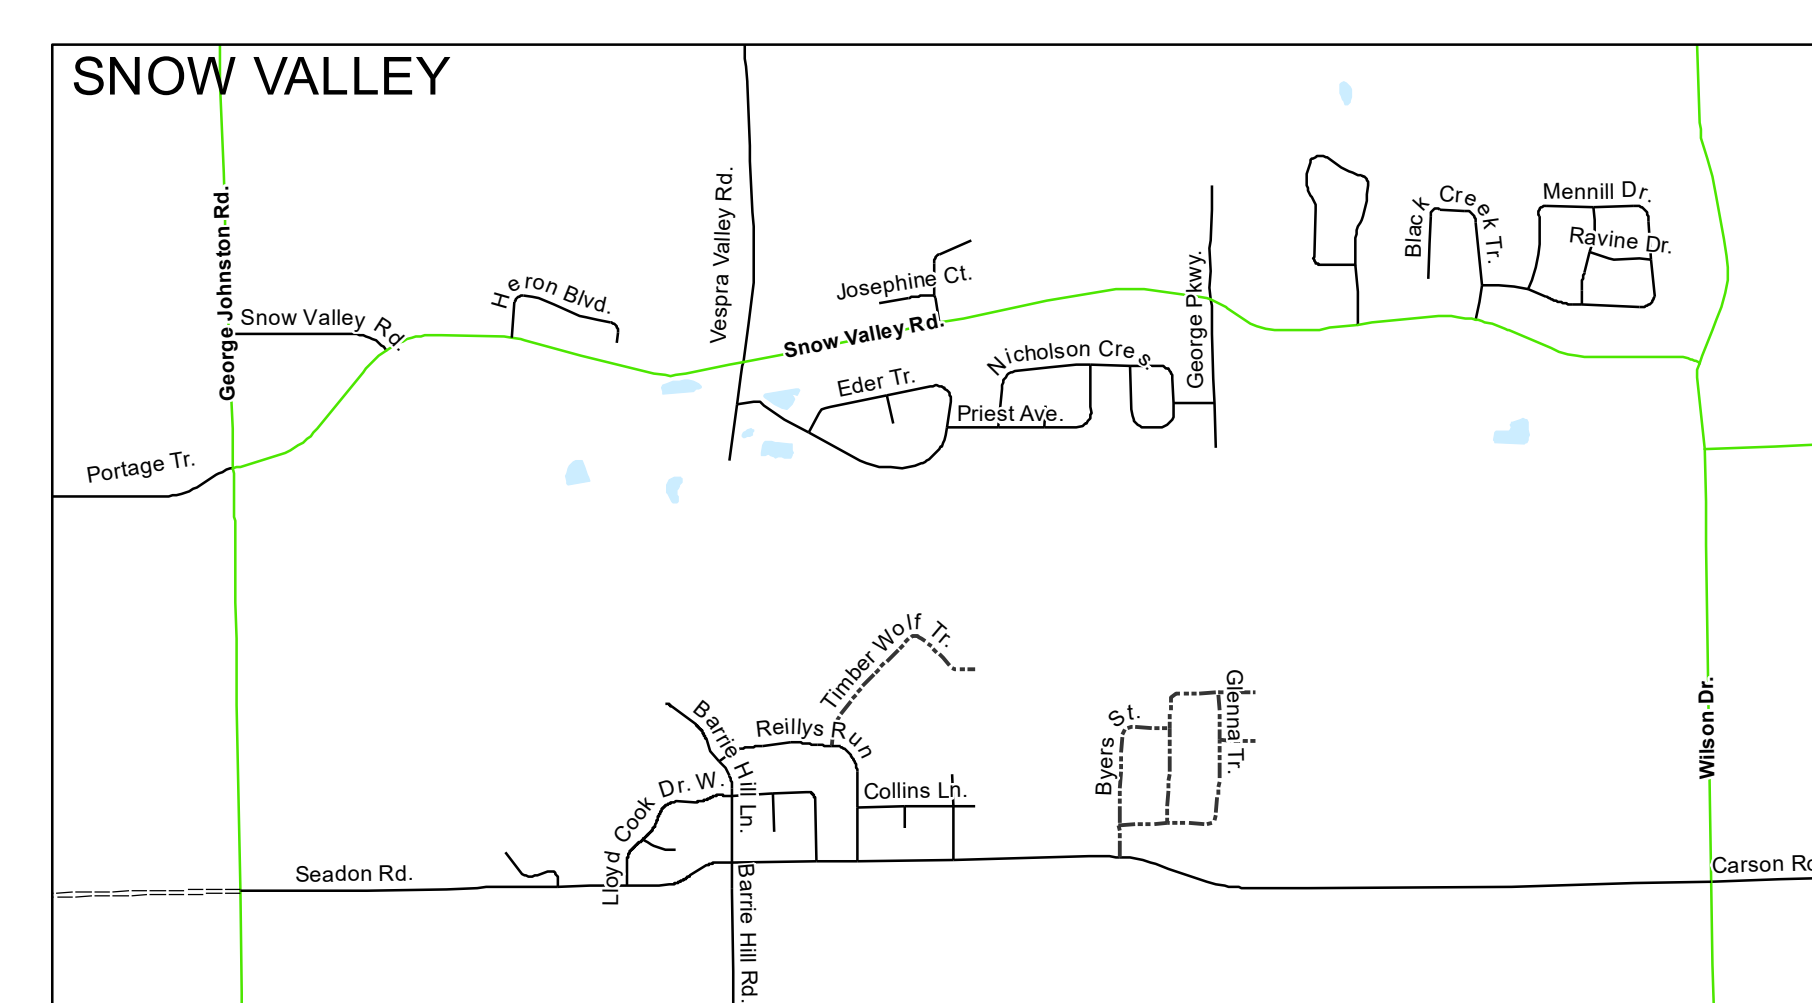 SNOW VALLEY
George Johnston Rd.
Snow Valley Rd.
Heron Blvd.
Vespra Valley Rd.
Josephine Ct.
Snow Valley Rd.
George Pkwy.
Black Creek Tr.
Mennill Dr.
Ravine Dr.
Nicholson Cres.
Eder Tr.
Priest Ave.
Portage Tr.
Timber Wolf Tr.
Glenna Tr.
Byers St.
Wilson Dr.
Barrie Hill Ln.
Reillys Run
Lloyd Cook Dr. W.
Collins Ln.
Seadon Rd.
Carson Rd
Barrie Hill Rd.